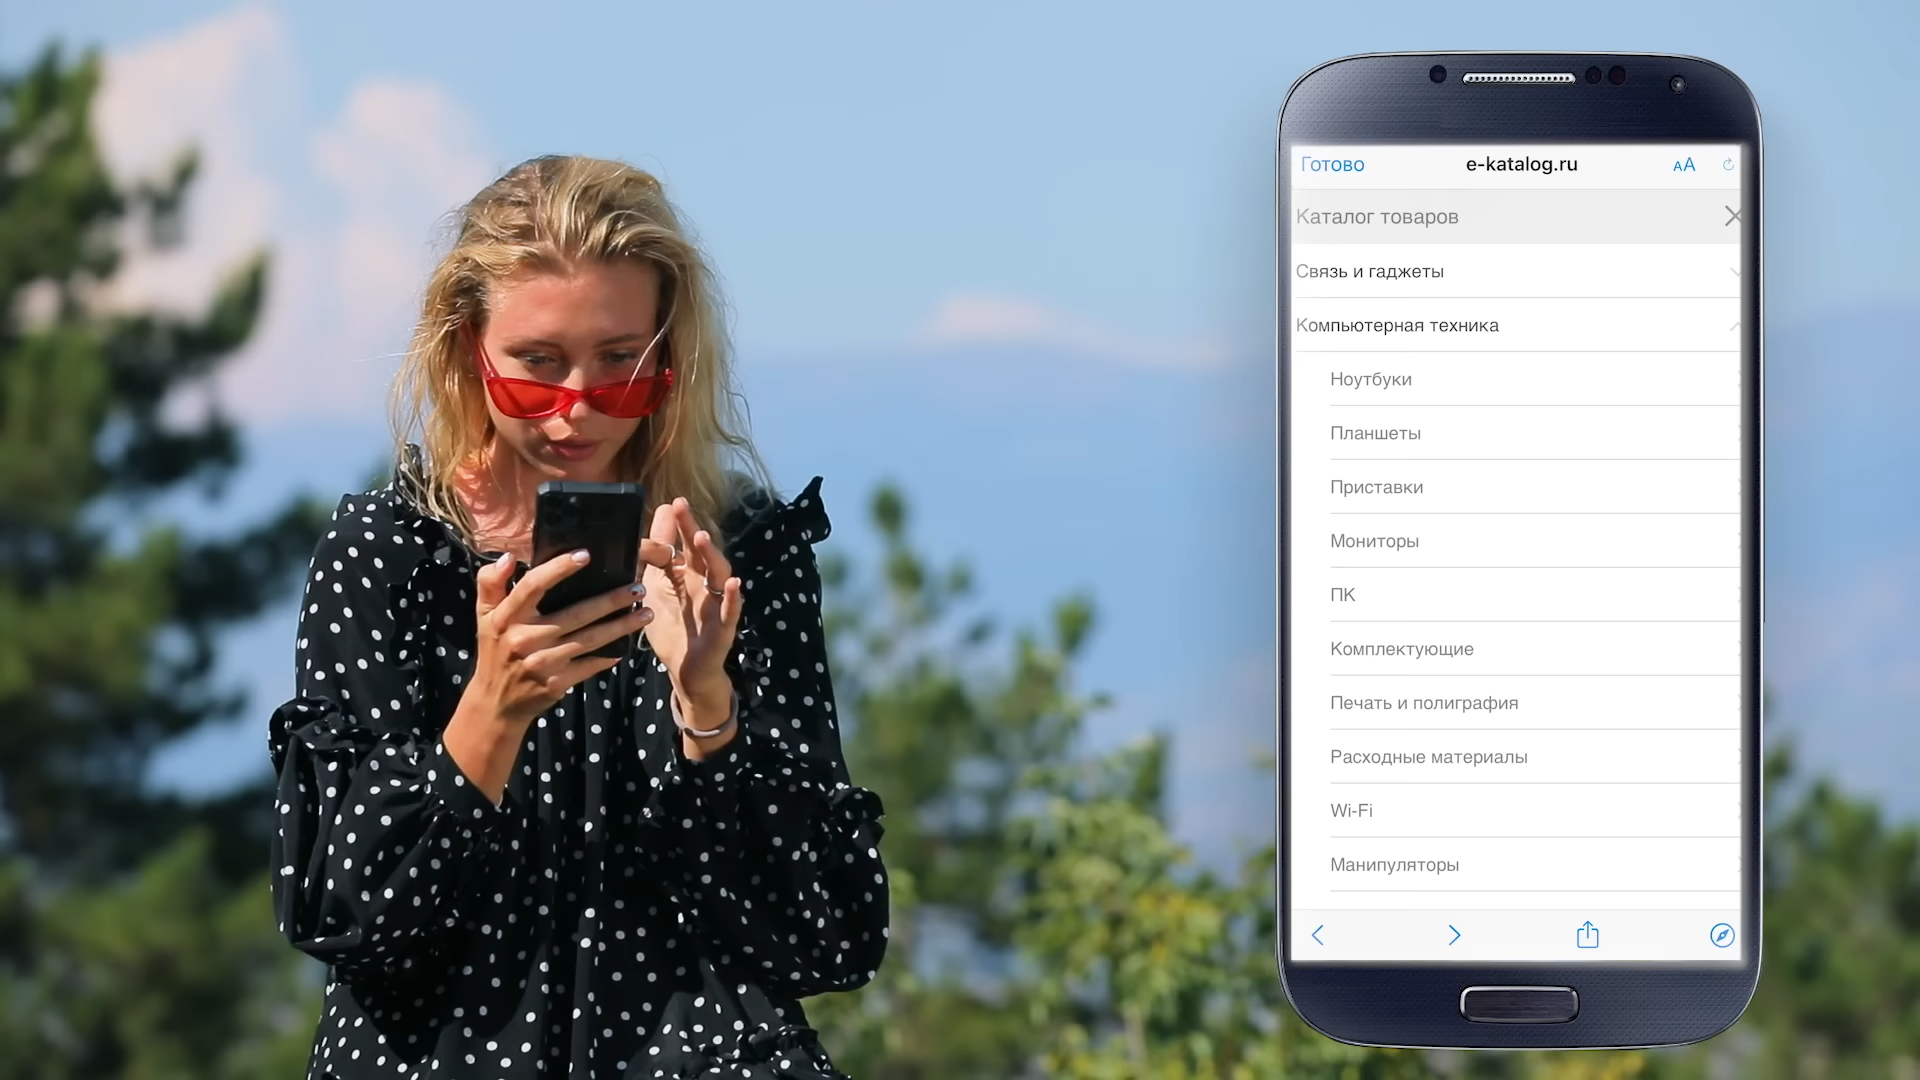 Готово e-katalog.ru AA
Каталог товаров
Связь и гаджеты
Компьютерная техника
Ноутбуки
Планшеты
Приставки
Мониторы
ПК
Комплектующие
Печать и полиграфия
Расходные материалы
Wi-Fi
Манипуляторы